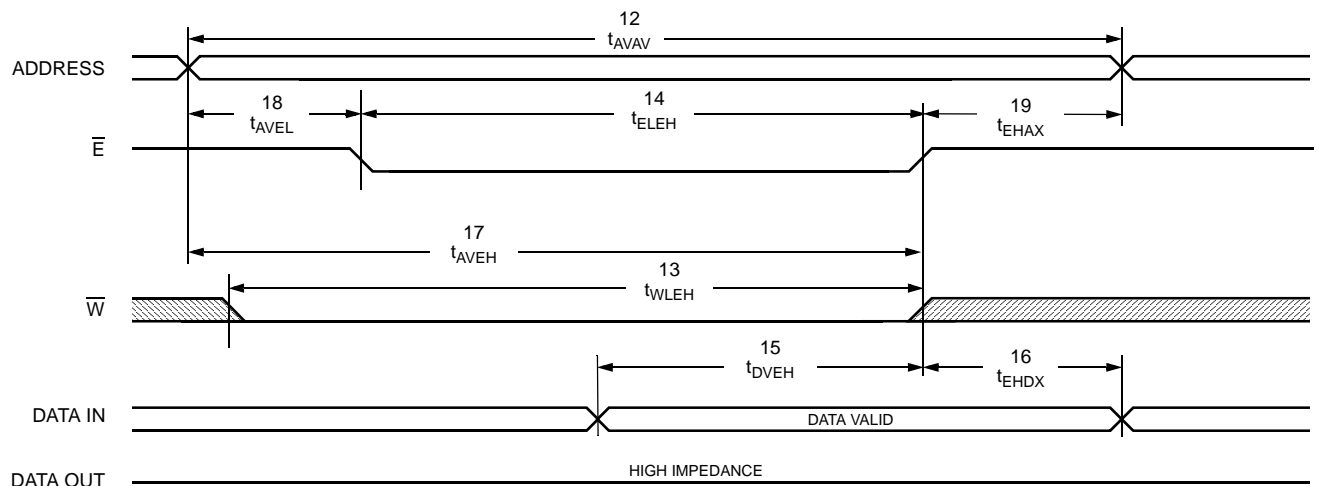 12
tAVAV
ADDRESS
18
tAVEL
14
tELEH
19
tEHAX
E
17
tAVEH
13
tWLEH
W
15
tDVEH
16
tEHDX
DATA IN
DATA VALID
DATA OUT
HIGH IMPEDANCE